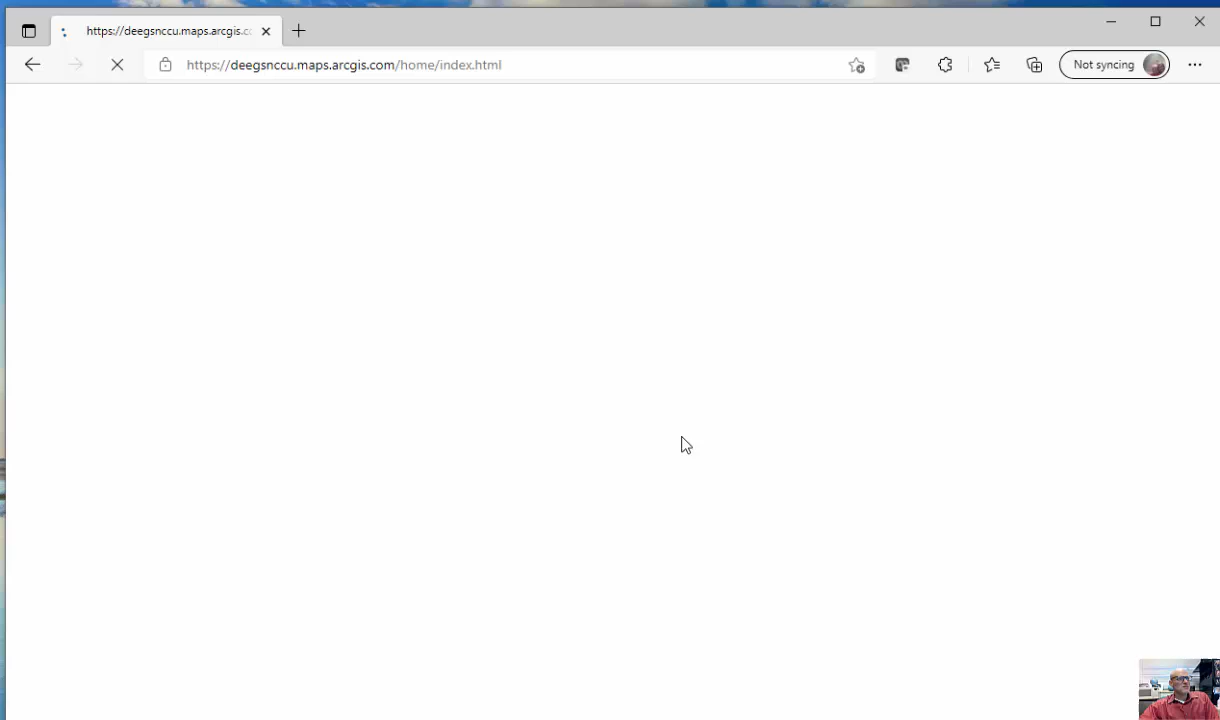 https://deegsnccu.maps.arcgis.c
https://deegsnccu.maps.arcgis.com/home/index.html
Not syncing